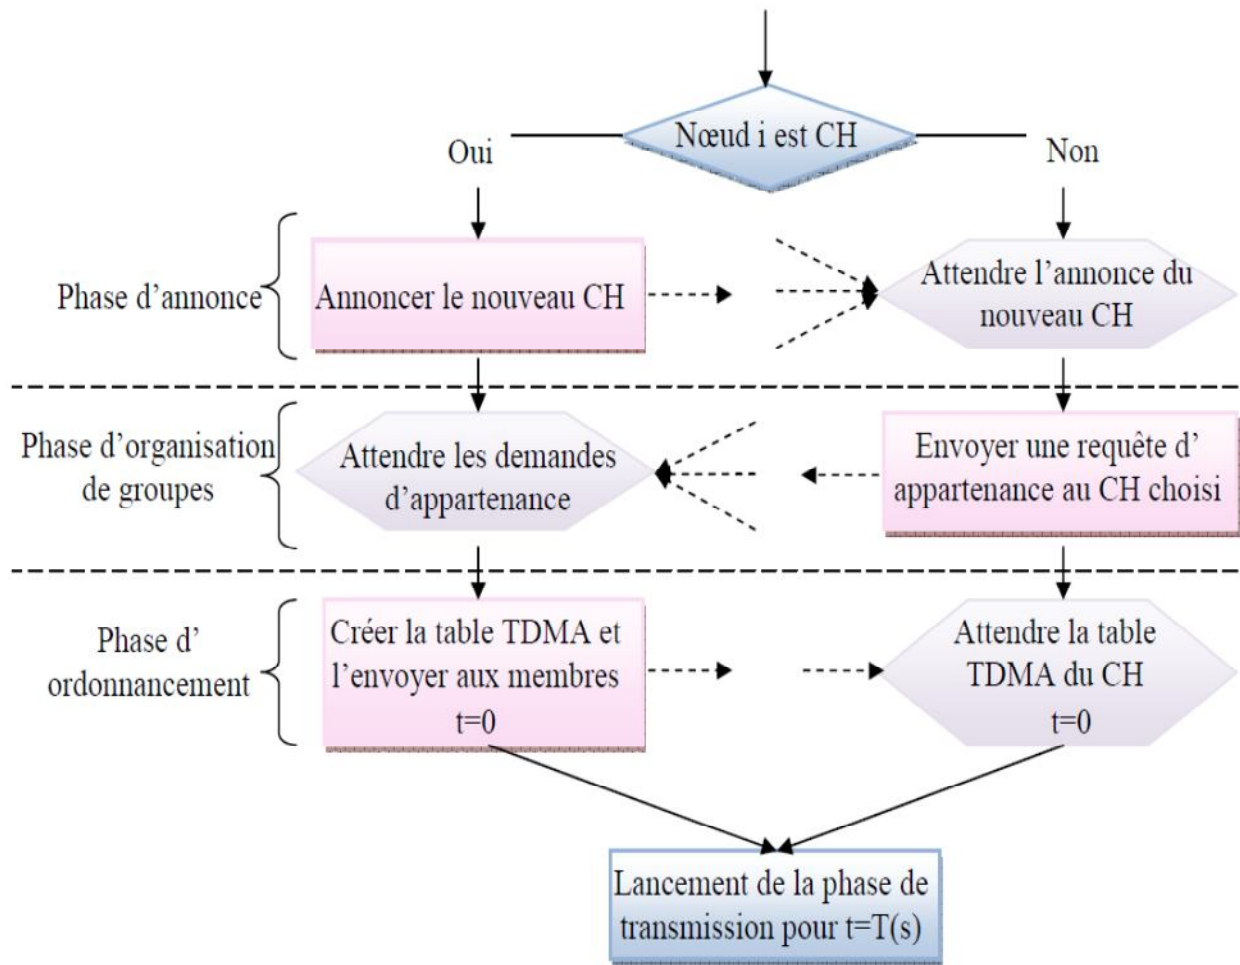 Nœud i est CH
Oui
Non
Phase d’annonce
Annoncer le nouveau CH
Attendre l’annonce du
nouveau CH
Phase d’organisation
de groupes
Attendre les demandes
d’appartenance
Envoyer une requête d’
appartenance au CH choisi
Phase d’
ordonnancement
Créer la table TDMA et
l’envoyer aux membres
t=0
Attendre la table
TDMA du CH
t=0
Lancement de la phase de
transmission pour t=T(s)